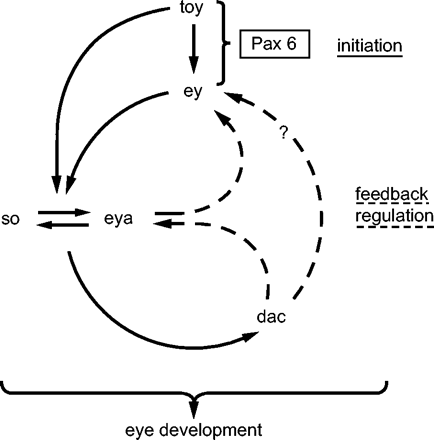 toy
Pax 6
initiation
ey
?
feedback
regulation
so
eya
dac
eye development